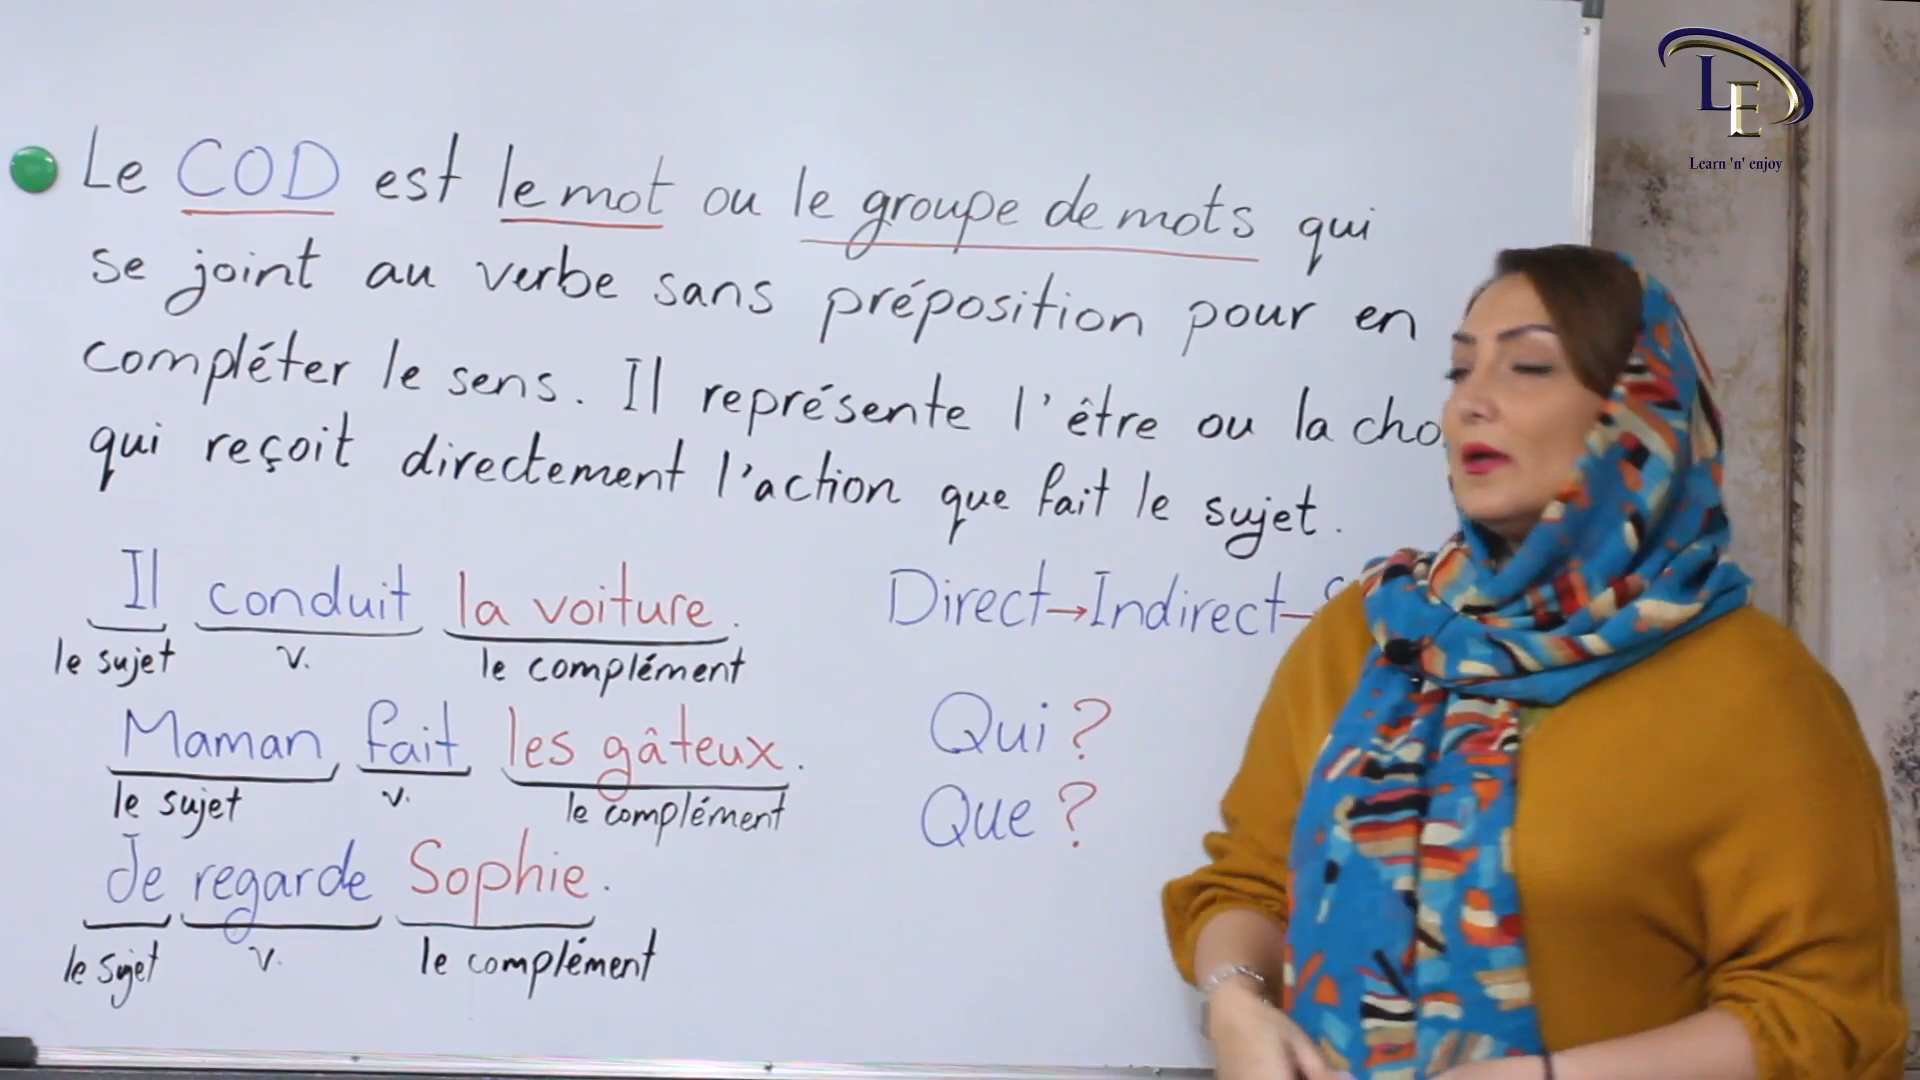 Le COD est le mot ou le groupe de mots qui
se joint au verbe sans préposition pour en
compléter le sens. Il représente l'être ou la cho
qui reçoit directement l'action que fait le sujet.
Il conduit la voiture.
le sujet v. le complément
Maman fait les gâteux.
le sujet v. le complément
Je regarde Sophie.
le sujet v. le complément
Direct→Indirect
Qui ?
Que ?
LE
Learn 'n' enjoy